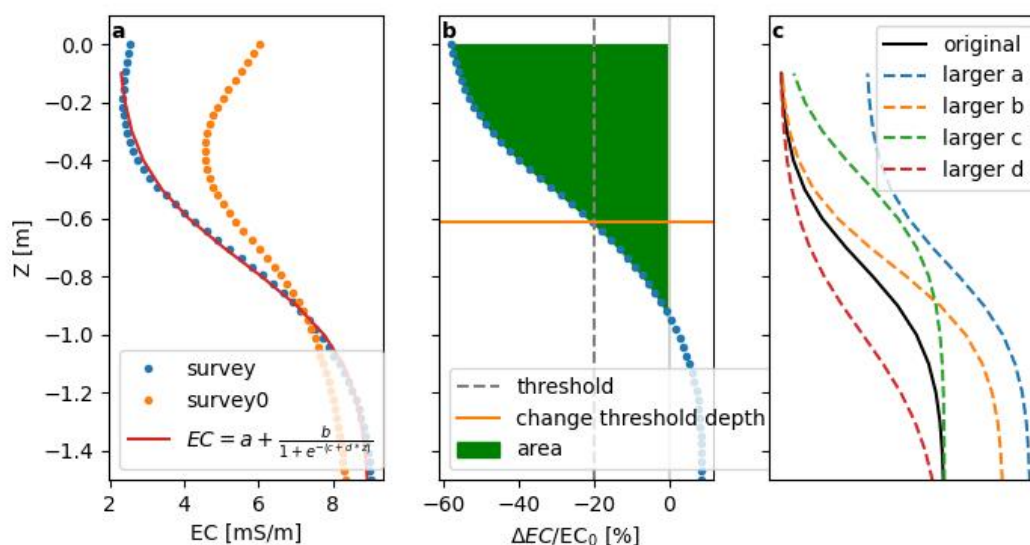 a
b
c
0.0
−0.2
−0.4
−0.6
−0.8
−1.0
−1.2
−1.4
Z [m]
survey
survey0
EC = a + b / (1 + e^−(c+d*z))
2 4 6 8
EC [mS/m]
threshold
change threshold depth
area
−60 −40 −20 0
ΔEC/EC₀ [%]
original
larger a
larger b
larger c
larger d